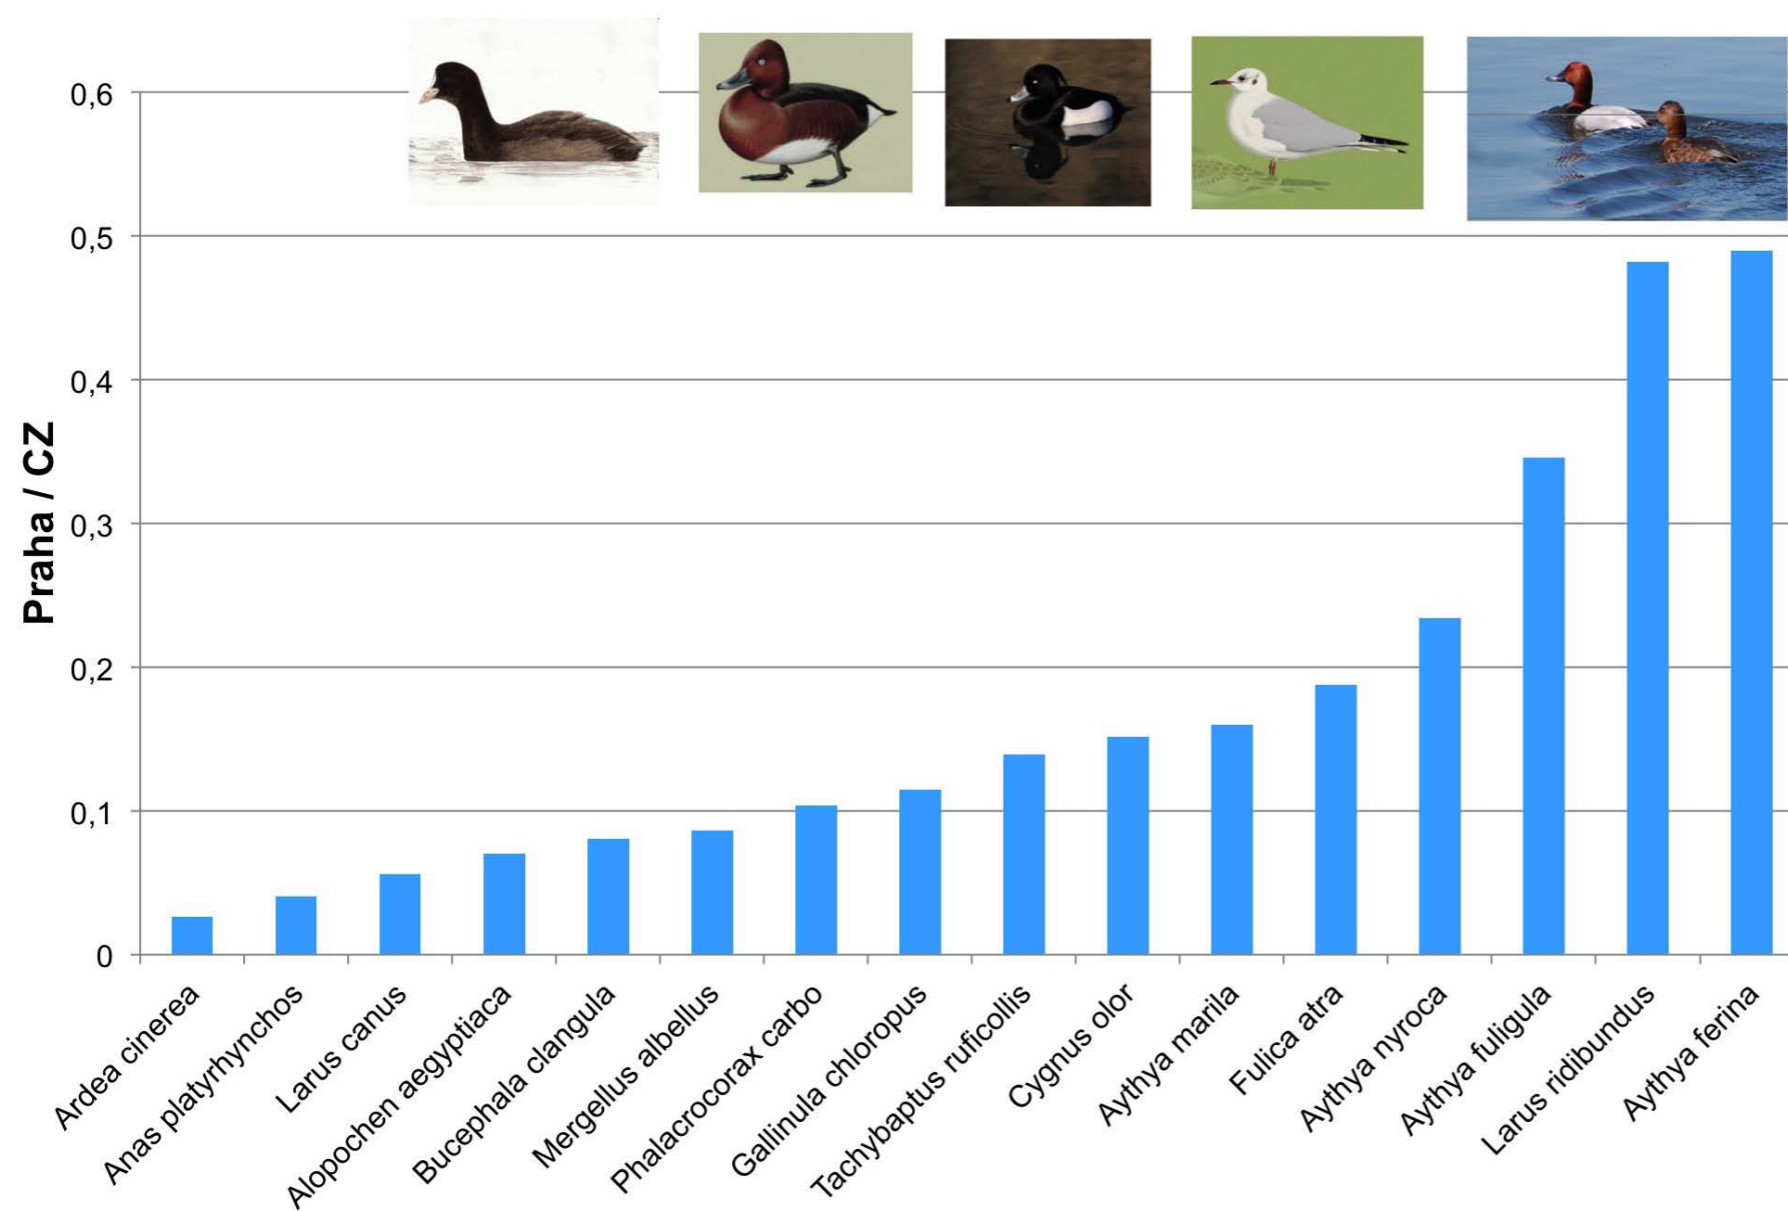 0,6
0,5
0,4
0,3
0,2
0,1
0
Praha / CZ
Ardea cinerea
Anas platyrhynchos
Larus canus
Alopochen aegyptiaca
Bucephala clangula
Mergellus albellus
Phalacrocorax carbo
Gallinula chloropus
Tachybaptus ruficollis
Cygnus olor
Aythya marila
Fulica atra
Aythya nyroca
Aythya fuligula
Larus ridibundus
Aythya ferina